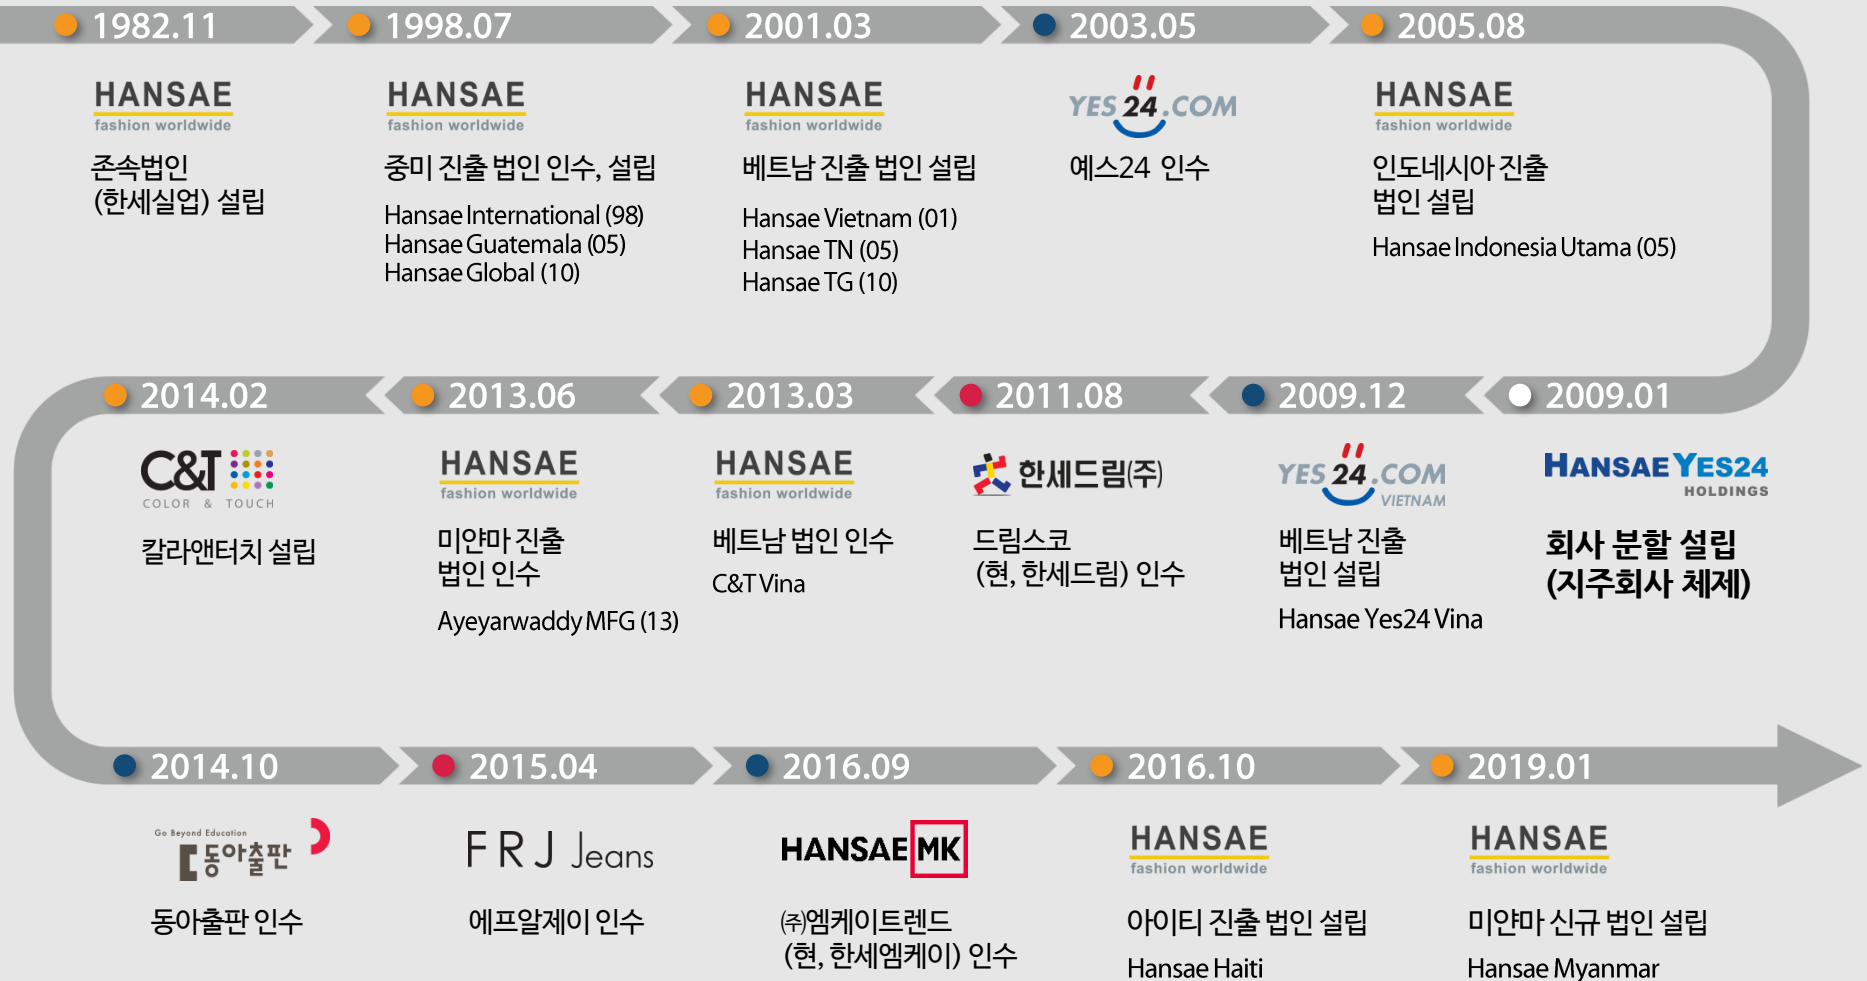 1982.11
HANSAE
fashion worldwide
존속법인
(한세실업) 설립
1998.07
HANSAE
fashion worldwide
중미 진출 법인 인수, 설립
Hansae International (98)
Hansae Guatemala (05)
Hansae Global (10)
2001.03
HANSAE
fashion worldwide
베트남 진출 법인 설립
Hansae Vietnam (01)
Hansae TN (05)
Hansae TG (10)
2003.05
YES24.COM
예스24 인수
2005.08
HANSAE
fashion worldwide
인도네시아 진출
법인 설립
Hansae Indonesia Utama (05)
2009.01
HANSAE YES24
HOLDINGS
회사 분할 설립
(지주회사 체제)
2009.12
YES24.COM
VIETNAM
베트남 진출
법인 설립
Hansae Yes24 Vina
2011.08
한세드림(주)
드림스코
(현, 한세드림) 인수
2013.03
HANSAE
fashion worldwide
베트남 법인 인수
C&T Vina
2013.06
HANSAE
fashion worldwide
미얀마 진출
법인 인수
Ayeyarwaddy MFG (13)
2014.02
C&T
COLOR & TOUCH
칼라앤터치 설립
2014.10
Go Beyond Education
동아출판
동아출판 인수
2015.04
FRJ Jeans
에프알제이 인수
2016.09
HANSAE MK
㈜엠케이트렌드
(현, 한세엠케이) 인수
2016.10
HANSAE
fashion worldwide
아이티 진출 법인 설립
Hansae Haiti
2019.01
HANSAE
fashion worldwide
미얀마 신규 법인 설립
Hansae Myanmar